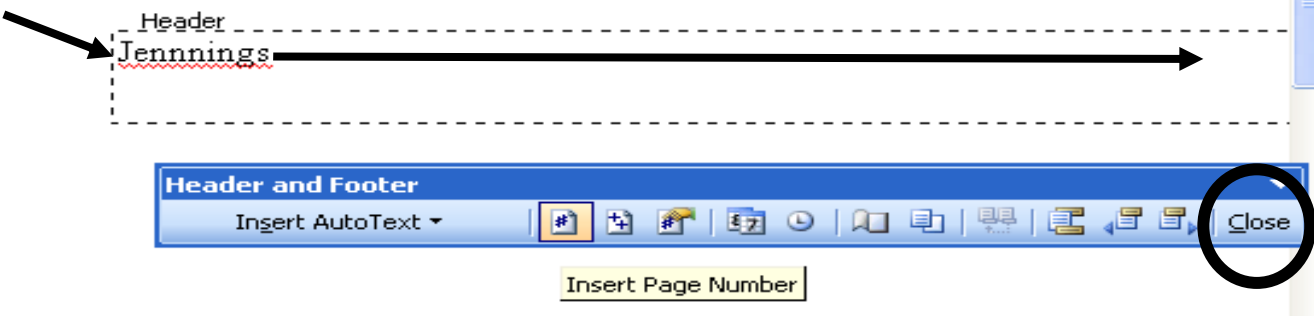 Header
Jennnings
Header and Footer
Insert AutoText
Close
Insert Page Number